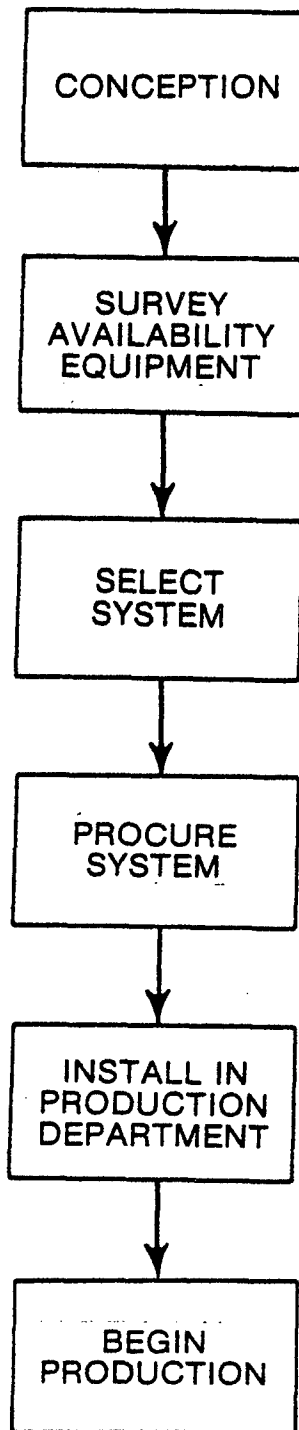 CONCEPTION
SURVEY
AVAILABILITY
EQUIPMENT
SELECT
SYSTEM
PROCURE
SYSTEM
INSTALL IN
PRODUCTION
DEPARTMENT
BEGIN
PRODUCTION